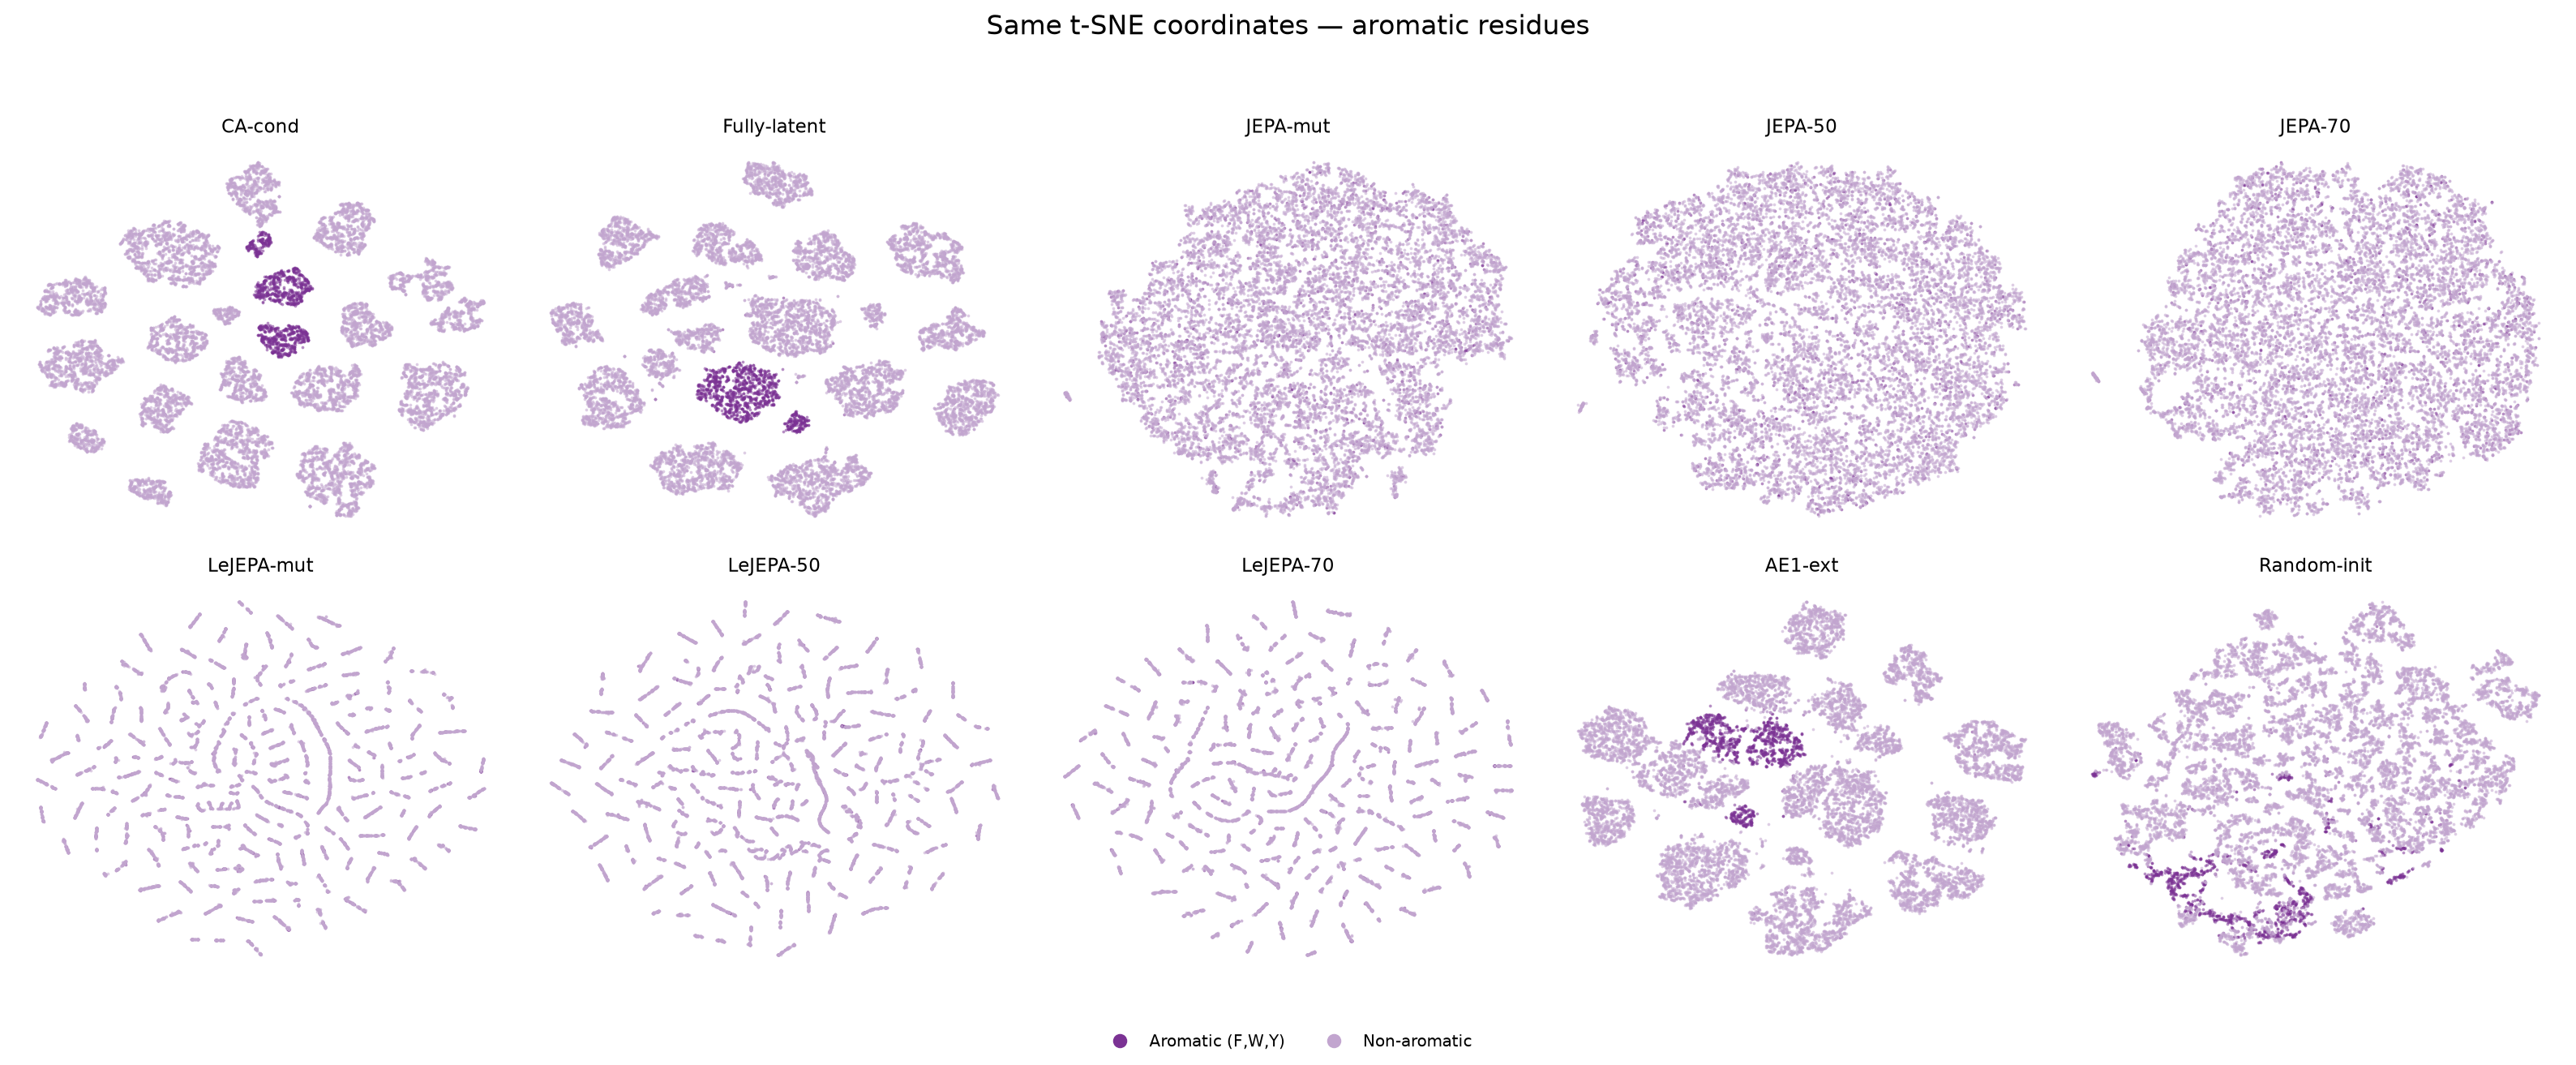 Same t-SNE coordinates — aromatic residues
CA-cond
Fully-latent
JEPA-mut
JEPA-50
JEPA-70
LeJEPA-mut
LeJEPA-50
LeJEPA-70
AE1-ext
Random-init
Aromatic (F,W,Y)
Non-aromatic